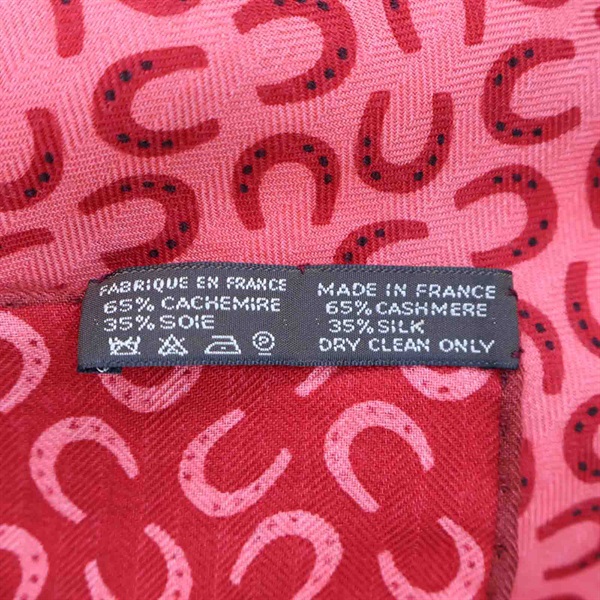 FABRIQUE EN FRANCE
65% CACHEMIRE
35% SOIE
P
MADE IN FRANCE
65% CASHMERE
35% SILK
DRY CLEAN ONLY